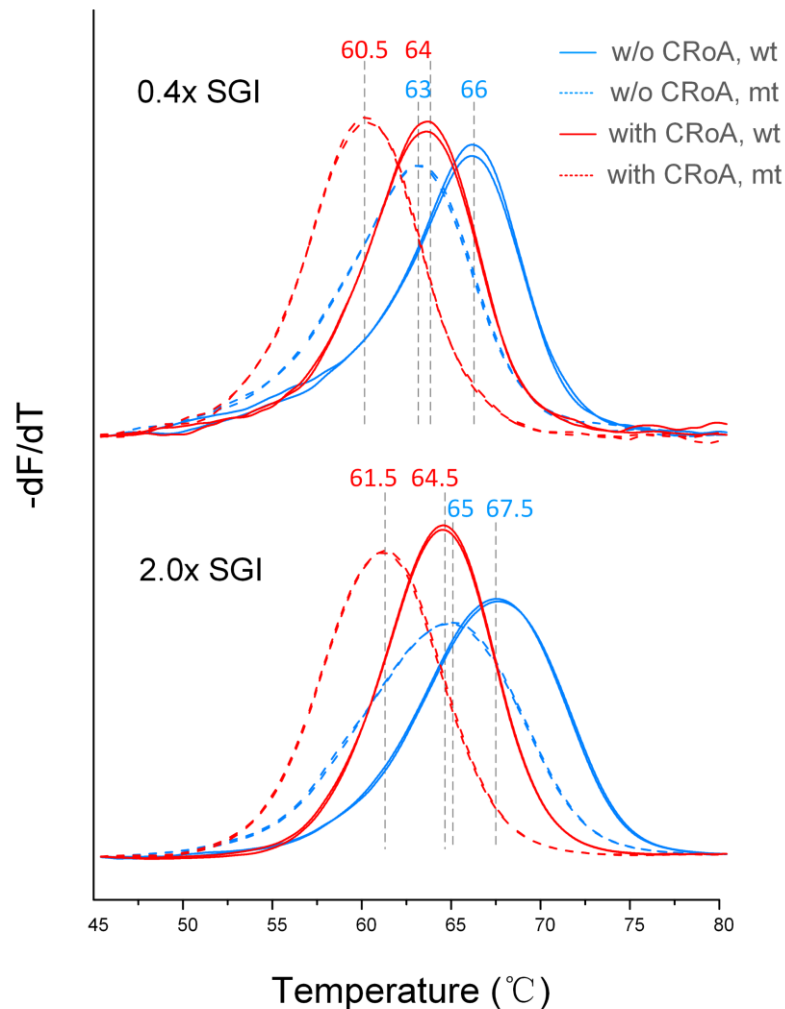 60.5 64
63 66
0.4x SGI
w/o CRoA, wt
w/o CRoA, mt
with CRoA, wt
with CRoA, mt
-dF/dT
61.5 64.5
65 67.5
2.0x SGI
45 50 55 60 65 70 75 80
Temperature (℃)